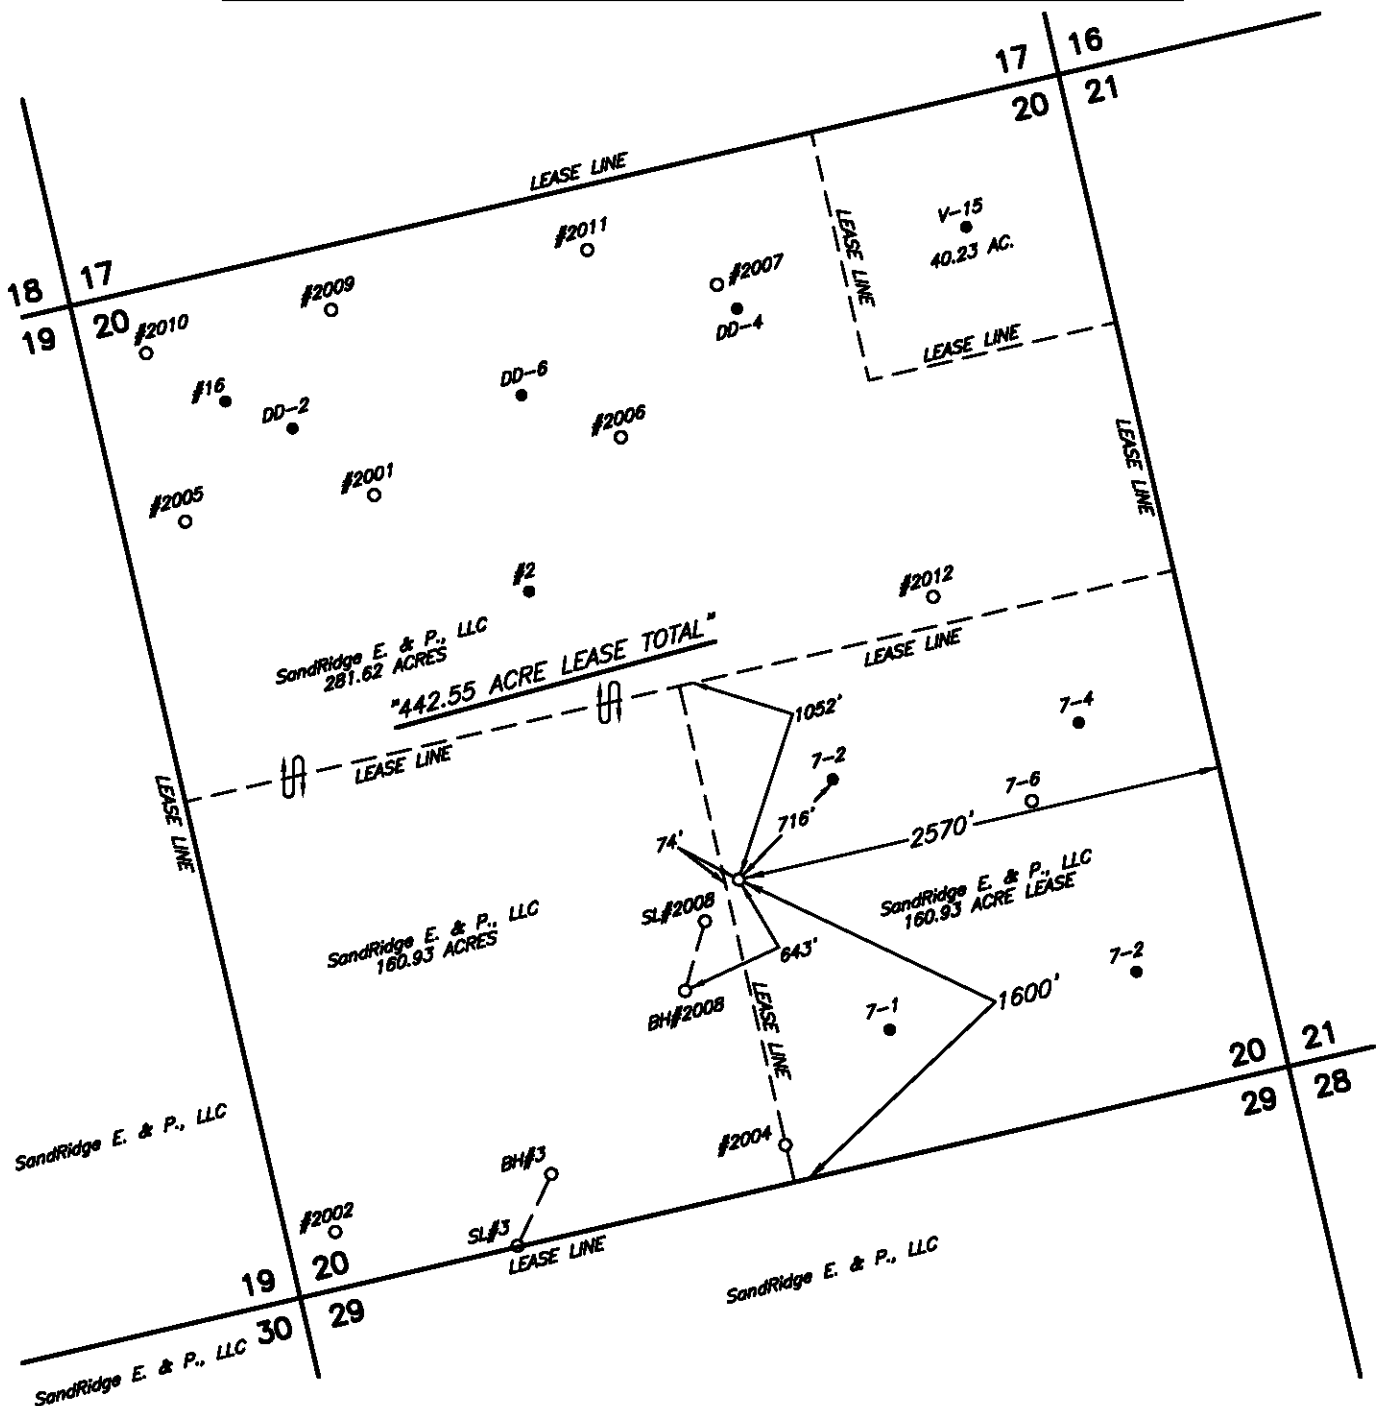 17 16
20 21
LEASE LINE
V-15
40.23 AC.
LEASE LINE
#2011
#2007
DD-4
18 17
19 20
#2009
#2010
LEASE LINE
#16
DD-2
DD-6
#2006
LEASE LINE
#2005
#2001
#2
#2012
SandRidge E. & P., LLC
281.62 ACRES
"442.55 ACRE LEASE TOTAL"
LEASE LINE
LEASE LINE
LEASE LINE
1052'
7-4
7-2
7-6
716'
2570'
74'
SandRidge E. & P., LLC
160.93 ACRE LEASE
SL#2008
SandRidge E. & P., LLC
160.93 ACRES
643'
7-2
BH#2008
LEASE LINE
7-1
1600'
20 21
29 28
SandRidge E. & P., LLC
#2004
BH#3
#2002
SL#3
LEASE LINE
SandRidge E. & P., LLC
19 20
30 29
SandRidge E. & P., LLC